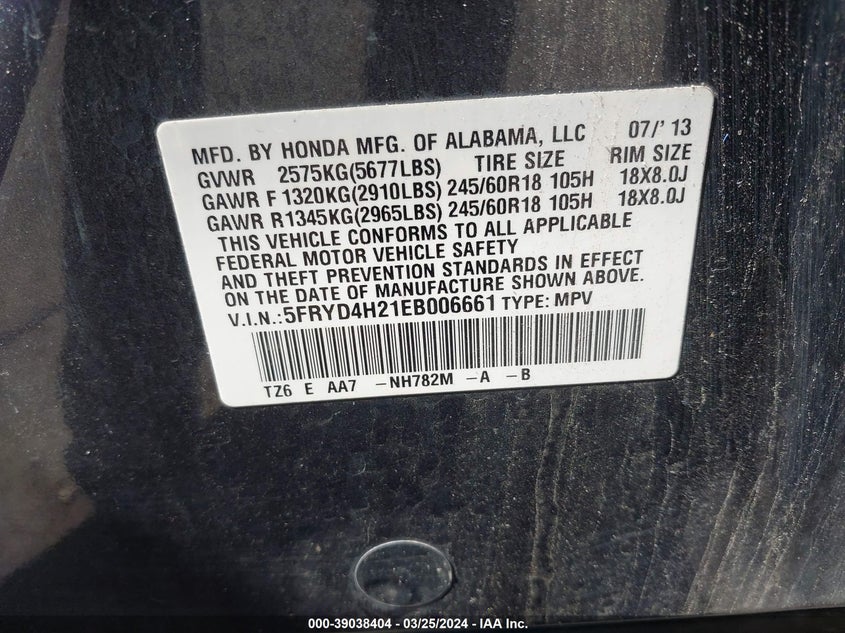 MFD. BY HONDA MFG. OF ALABAMA, LLC 07/'13
GVWR 2575KG(5677LBS) TIRE SIZE RIM SIZE
GAWR F 1320KG(2910LBS) 245/60R18 105H 18X8.0J
GAWR R1345KG(2965LBS) 245/60R18 105H 18X8.0J
THIS VEHICLE CONFORMS TO ALL APPLICABLE
FEDERAL MOTOR VEHICLE SAFETY
AND THEFT PREVENTION STANDARDS IN EFFECT
ON THE DATE OF MANUFACTURE SHOWN ABOVE.
V.I.N.:5FRYD4H21EB006661 TYPE: MPV
TZ6 E AA7 -NH782M -A -B
000-39038404 - 03/25/2024 - IAA Inc.